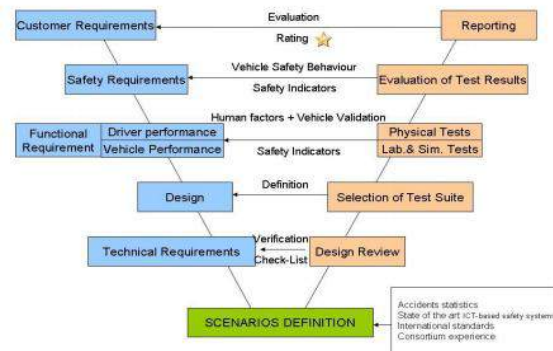 Customer Requirements
Evaluation
Rating
Reporting
Safety Requirements
Vehicle Safety Behaviour
Safety Indicators
Evaluation of Test Results
Functional Requirement
Driver performance
Vehicle Performance
Human factors + Vehicle Validation
Safety Indicators
Physical Tests
Lab.& Sim. Tests
Design
Definition
Selection of Test Suite
Technical Requirements
Verification
Check-List
Design Review
SCENARIOS DEFINITION
Accidents statistics
State of the art ICT-based safety systems
International standards
Consortium experience